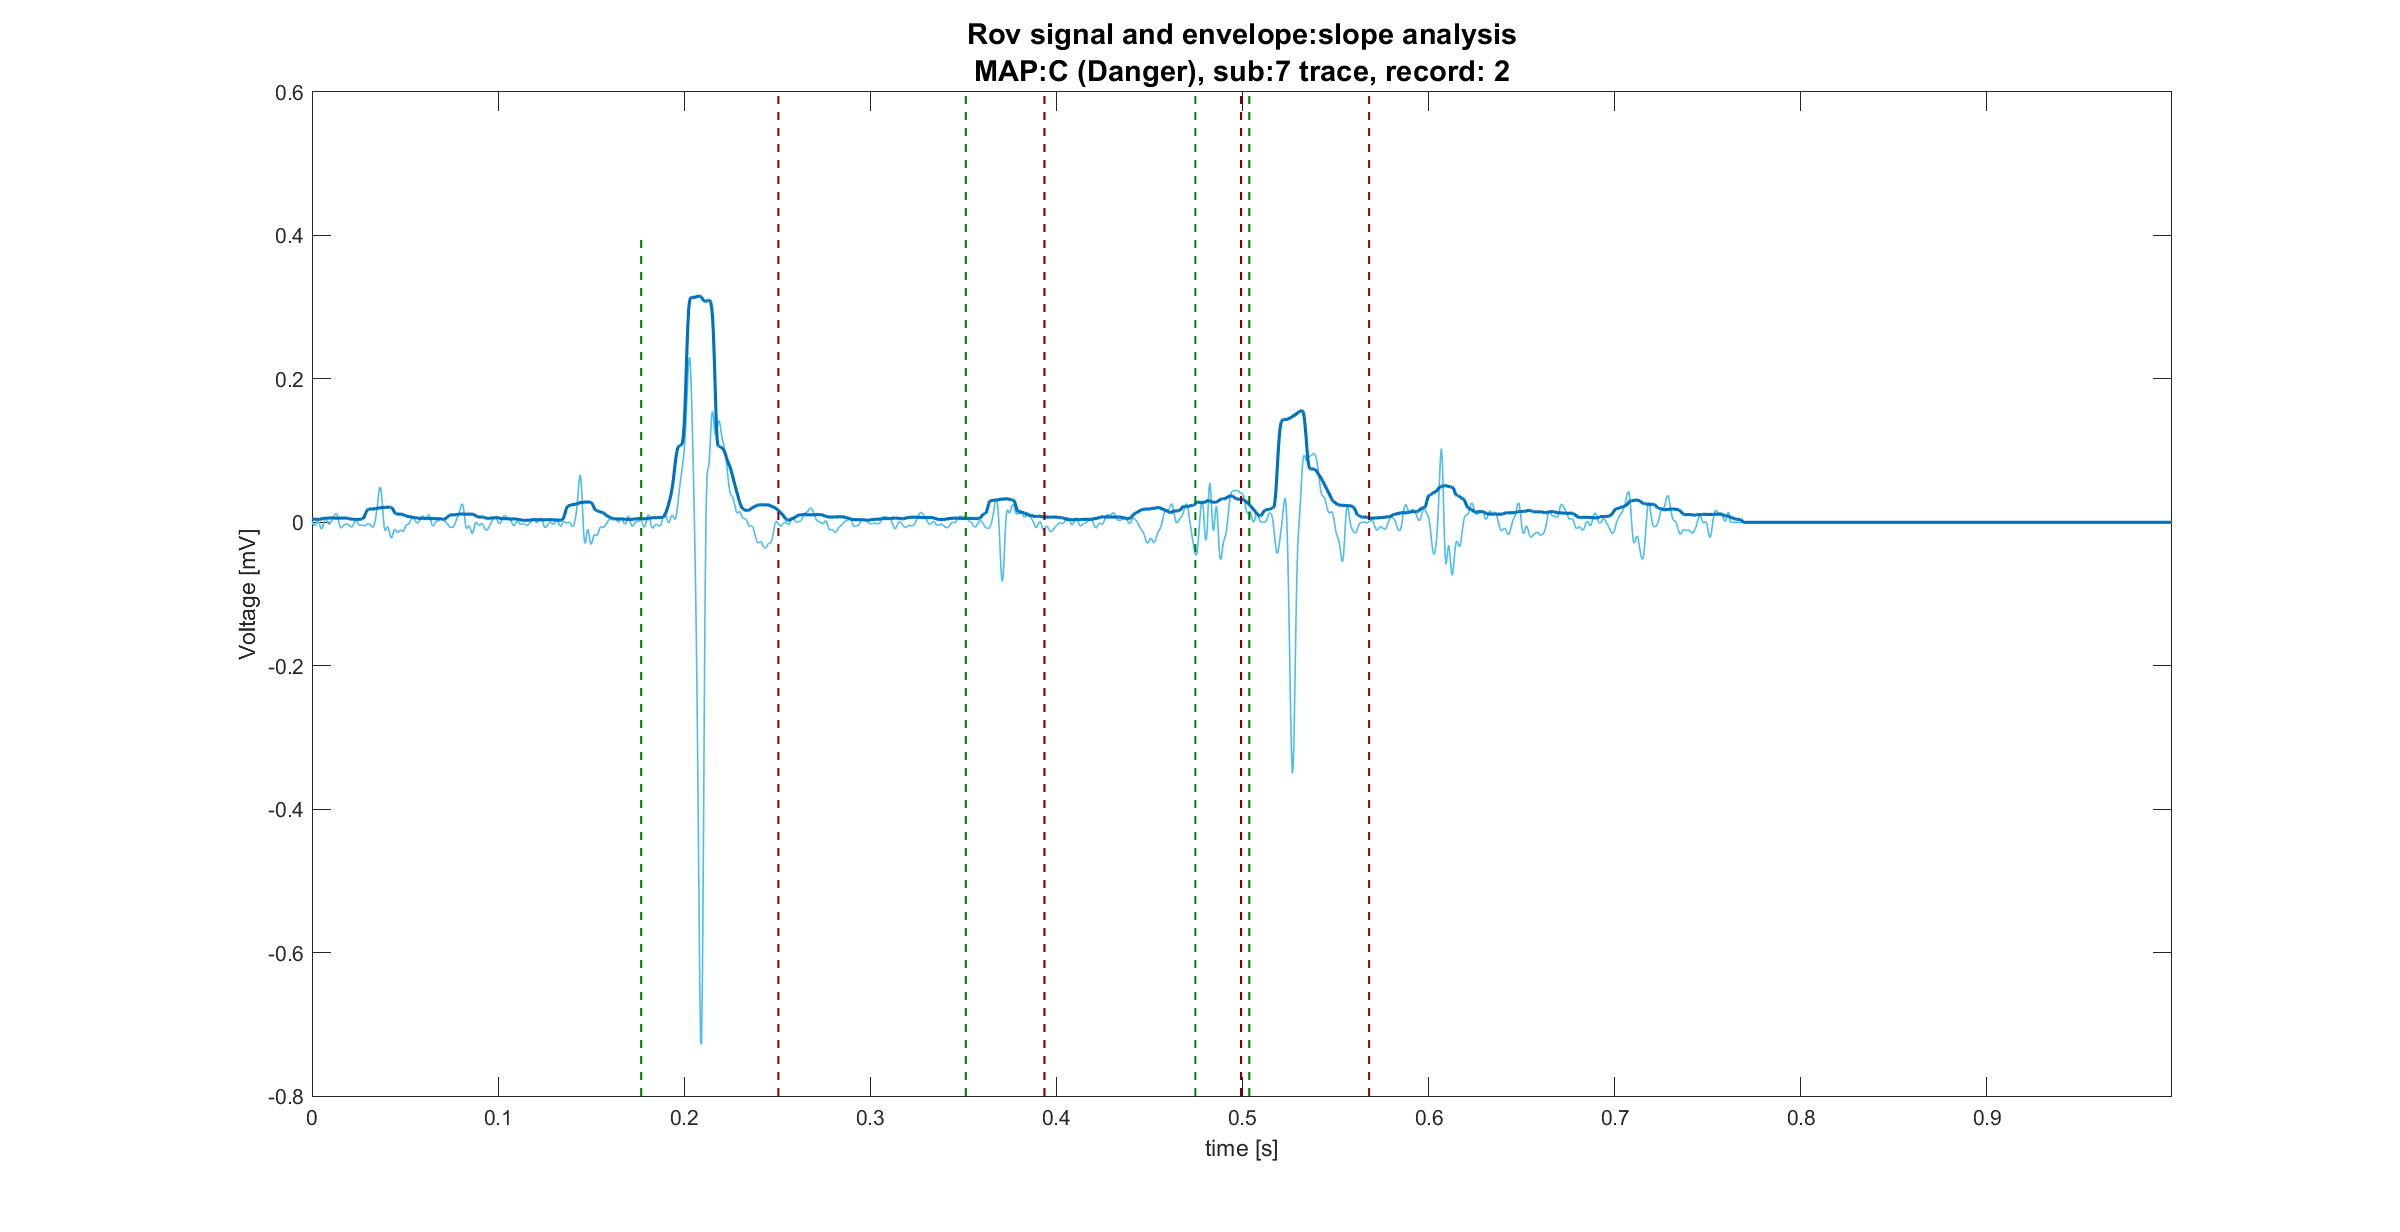 Rov signal and envelope:slope analysis
MAP:C (Danger), sub:7 trace, record: 2
0.6
0.4
0.2
0
-0.2
-0.4
-0.6
-0.8
Voltage [mV]
0 0.1 0.2 0.3 0.4 0.5 0.6 0.7 0.8 0.9
time [s]